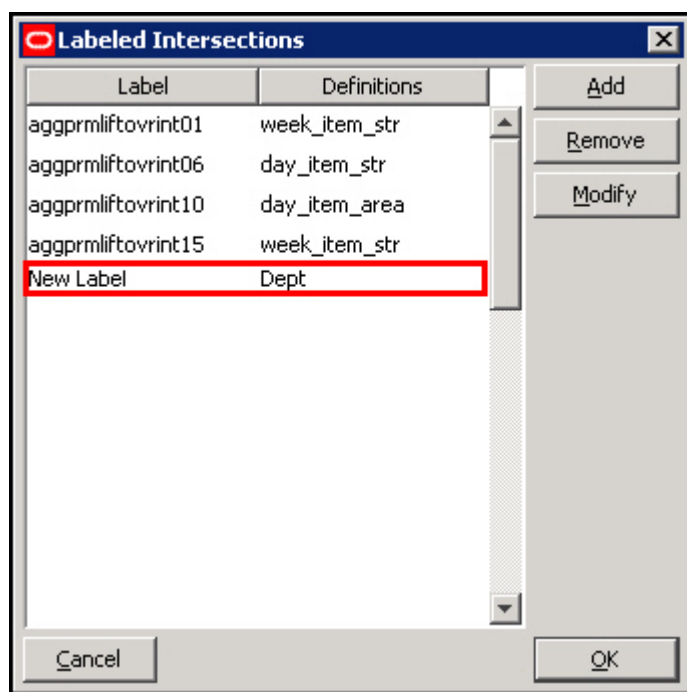 Labeled Intersections
Label Definitions Add
aggprmliftovrint01 week_item_str
Remove
aggprmliftovrint06 day_item_str
Modify
aggprmliftovrint10 day_item_area
aggprmliftovrint15 week_item_str
New Label Dept
Cancel OK